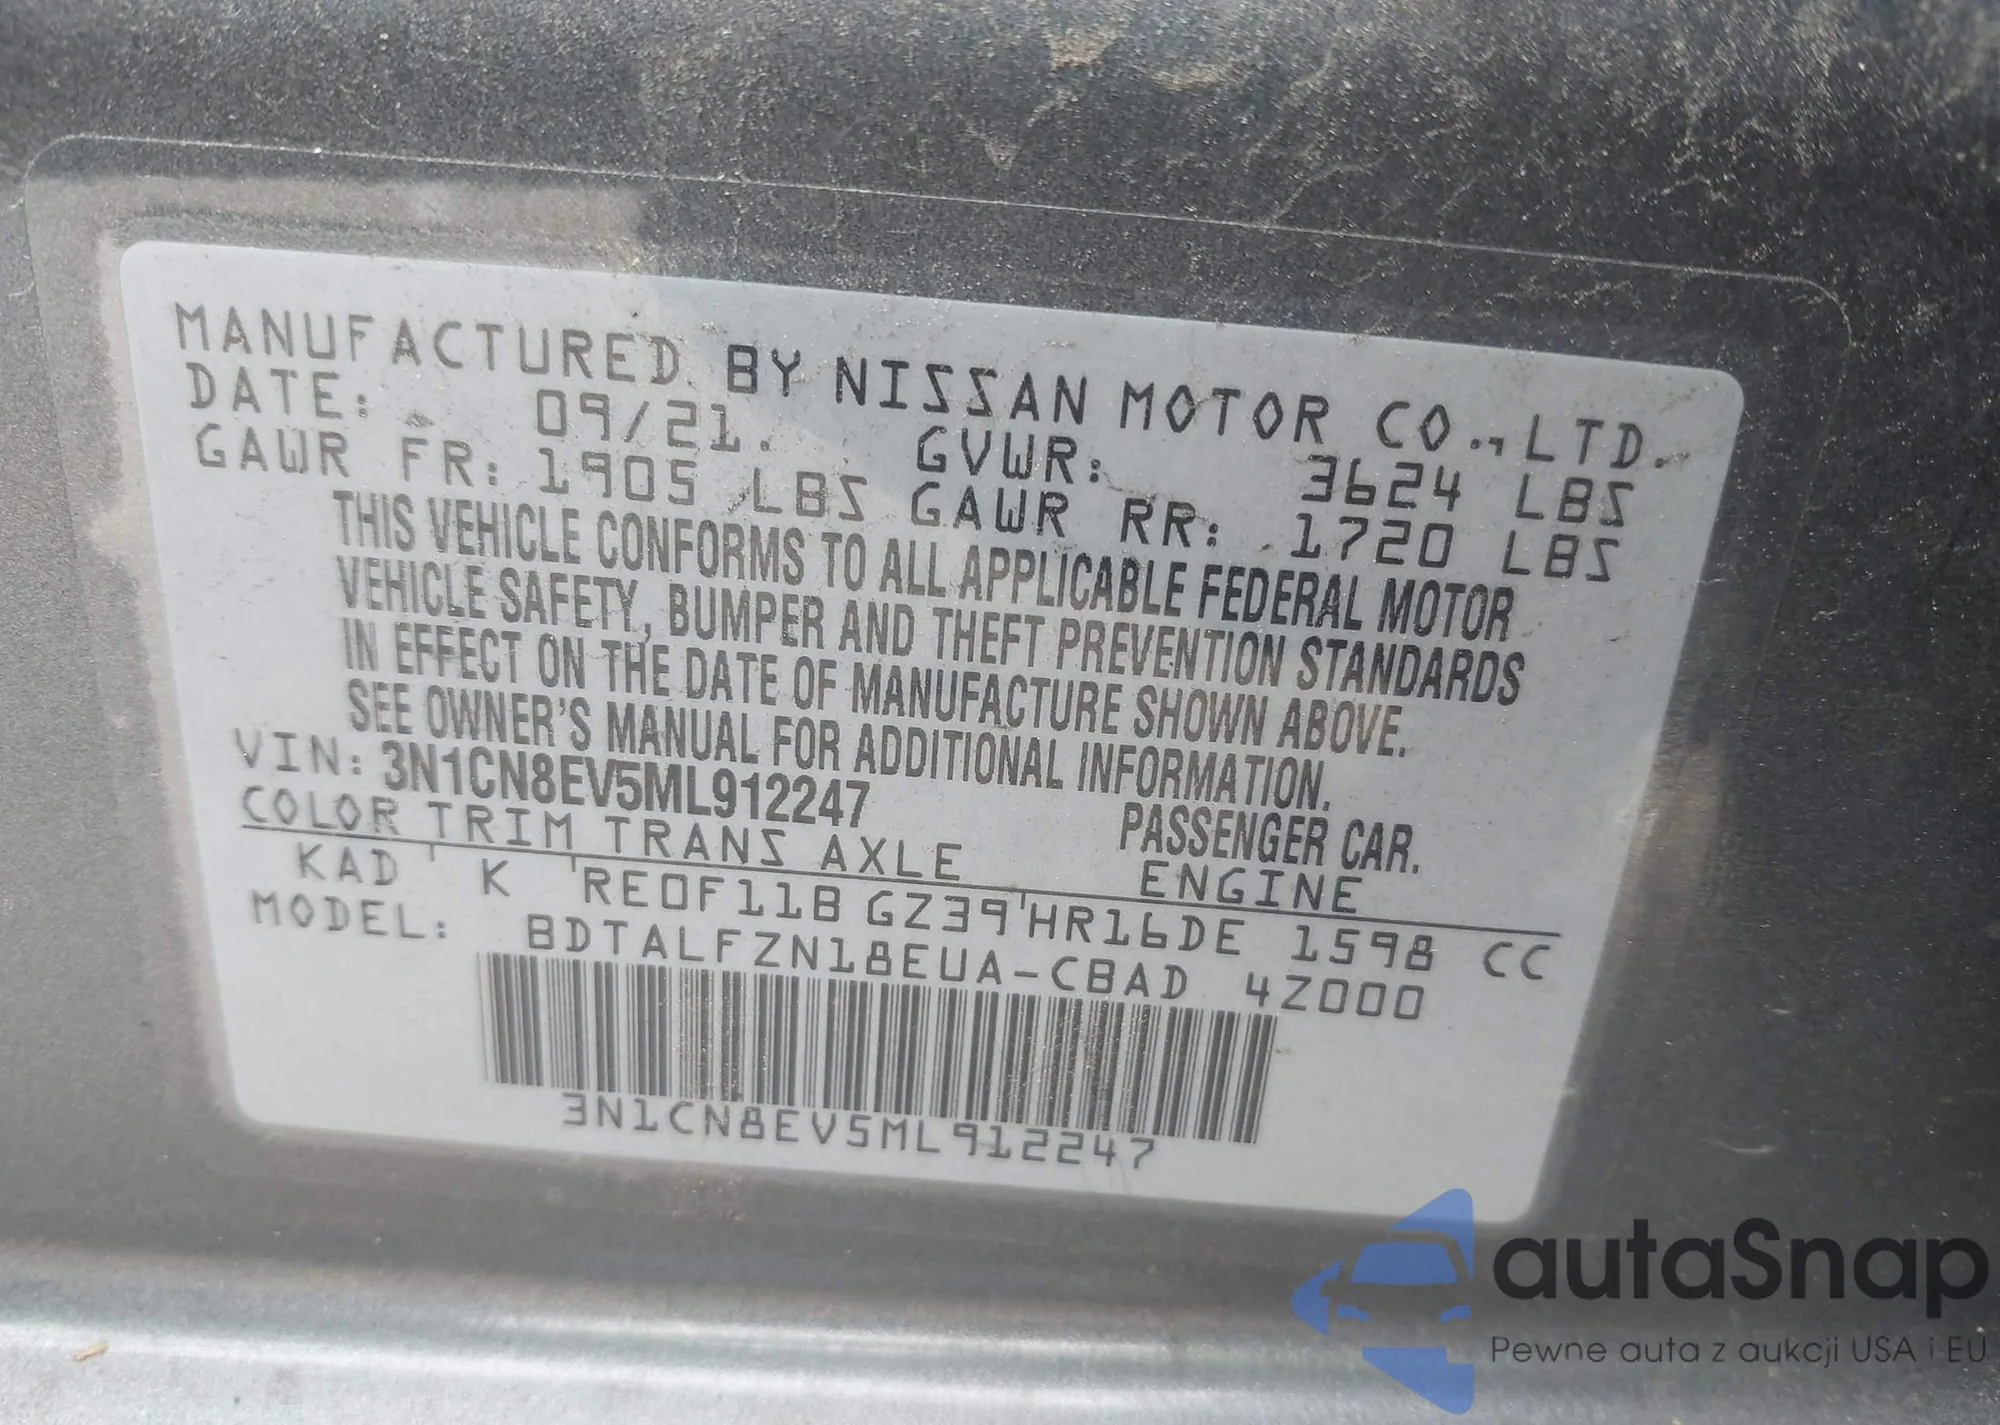 MANUFACTURED BY NISSAN MOTOR CO., LTD.
DATE: 09/21. GVWR: 3624 LBS
GAWR FR: 1905 LBS GAWR RR: 1720 LBS
THIS VEHICLE CONFORMS TO ALL APPLICABLE FEDERAL MOTOR
VEHICLE SAFETY, BUMPER AND THEFT PREVENTION STANDARDS
IN EFFECT ON THE DATE OF MANUFACTURE SHOWN ABOVE.
SEE OWNER'S MANUAL FOR ADDITIONAL INFORMATION.
VIN: 3N1CN8EV5ML912247 PASSENGER CAR.
COLOR TRIM TRANS AXLE ENGINE
KAD K RE0F11B GZ39 HR16DE 1598 CC
MODEL: BDTALFZN18EUA-CBAD 4Z000
3N1CN8EV5ML912247
autaSnap
Pewne auta z aukcji USA i EU